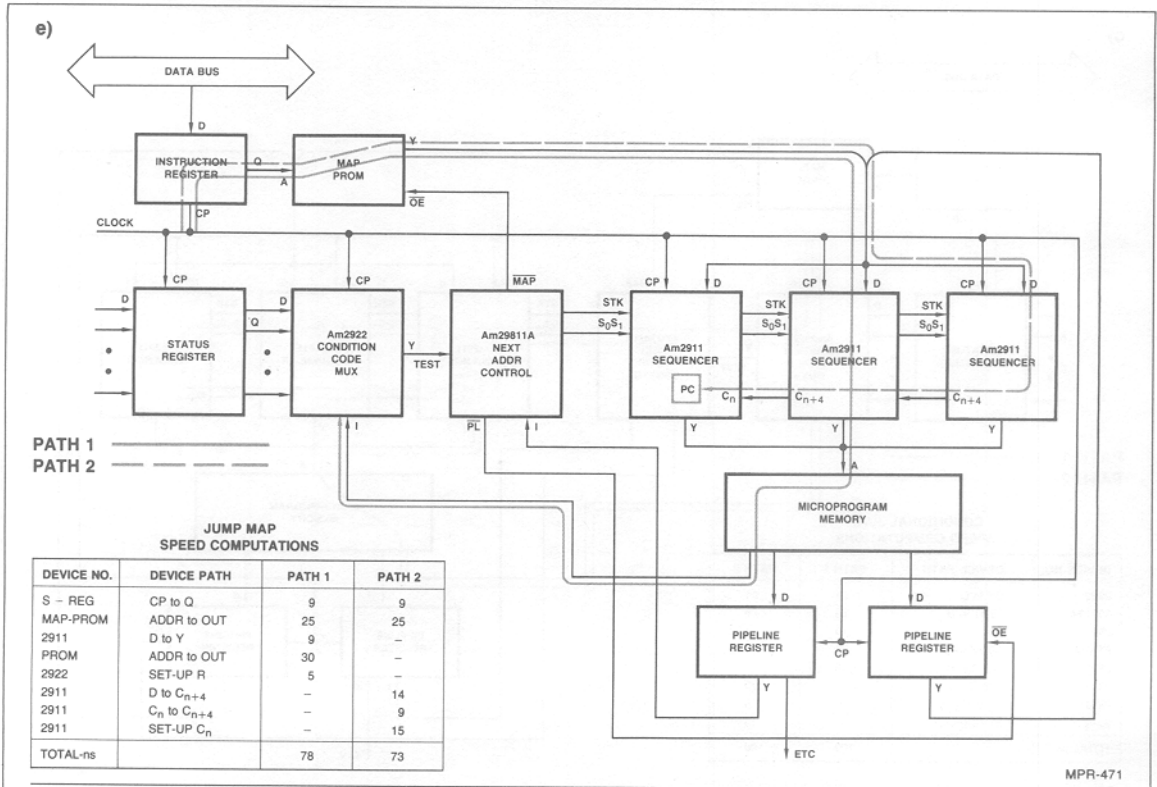 e)
DATA BUS
D
INSTRUCTION
REGISTER
Q
A
MAP
PROM
Y
CP
OE
CLOCK
CP
CP
MAP
CP
D
CP
D
CP
D
D
STATUS
REGISTER
D
Q
Am2922
CONDITION
CODE
MUX
Y
TEST
Am29811A
NEXT
ADDR
CONTROL
STK
S0S1
Am2911
SEQUENCER
PC
STK
S0S1
Am2911
SEQUENCER
STK
S0S1
Am2911
SEQUENCER
Cn
Cn+4
Cn+4
I
PL
I
Y
Y
Y
PATH 1
PATH 2
A
MICROPROGRAM
MEMORY
D
D
PIPELINE
REGISTER
CP
PIPELINE
REGISTER
OE
Y
Y
ETC
JUMP MAP
SPEED COMPUTATIONS
DEVICE NO. DEVICE PATH PATH 1 PATH 2
S – REG CP to Q 9 9
MAP-PROM ADDR to OUT 25 25
2911 D to Y 9 –
PROM ADDR to OUT 30 –
2922 SET-UP R 5 –
2911 D to Cn+4 – 14
2911 Cn to Cn+4 – 9
2911 SET-UP Cn – 15
TOTAL-ns 78 73
MPR-471